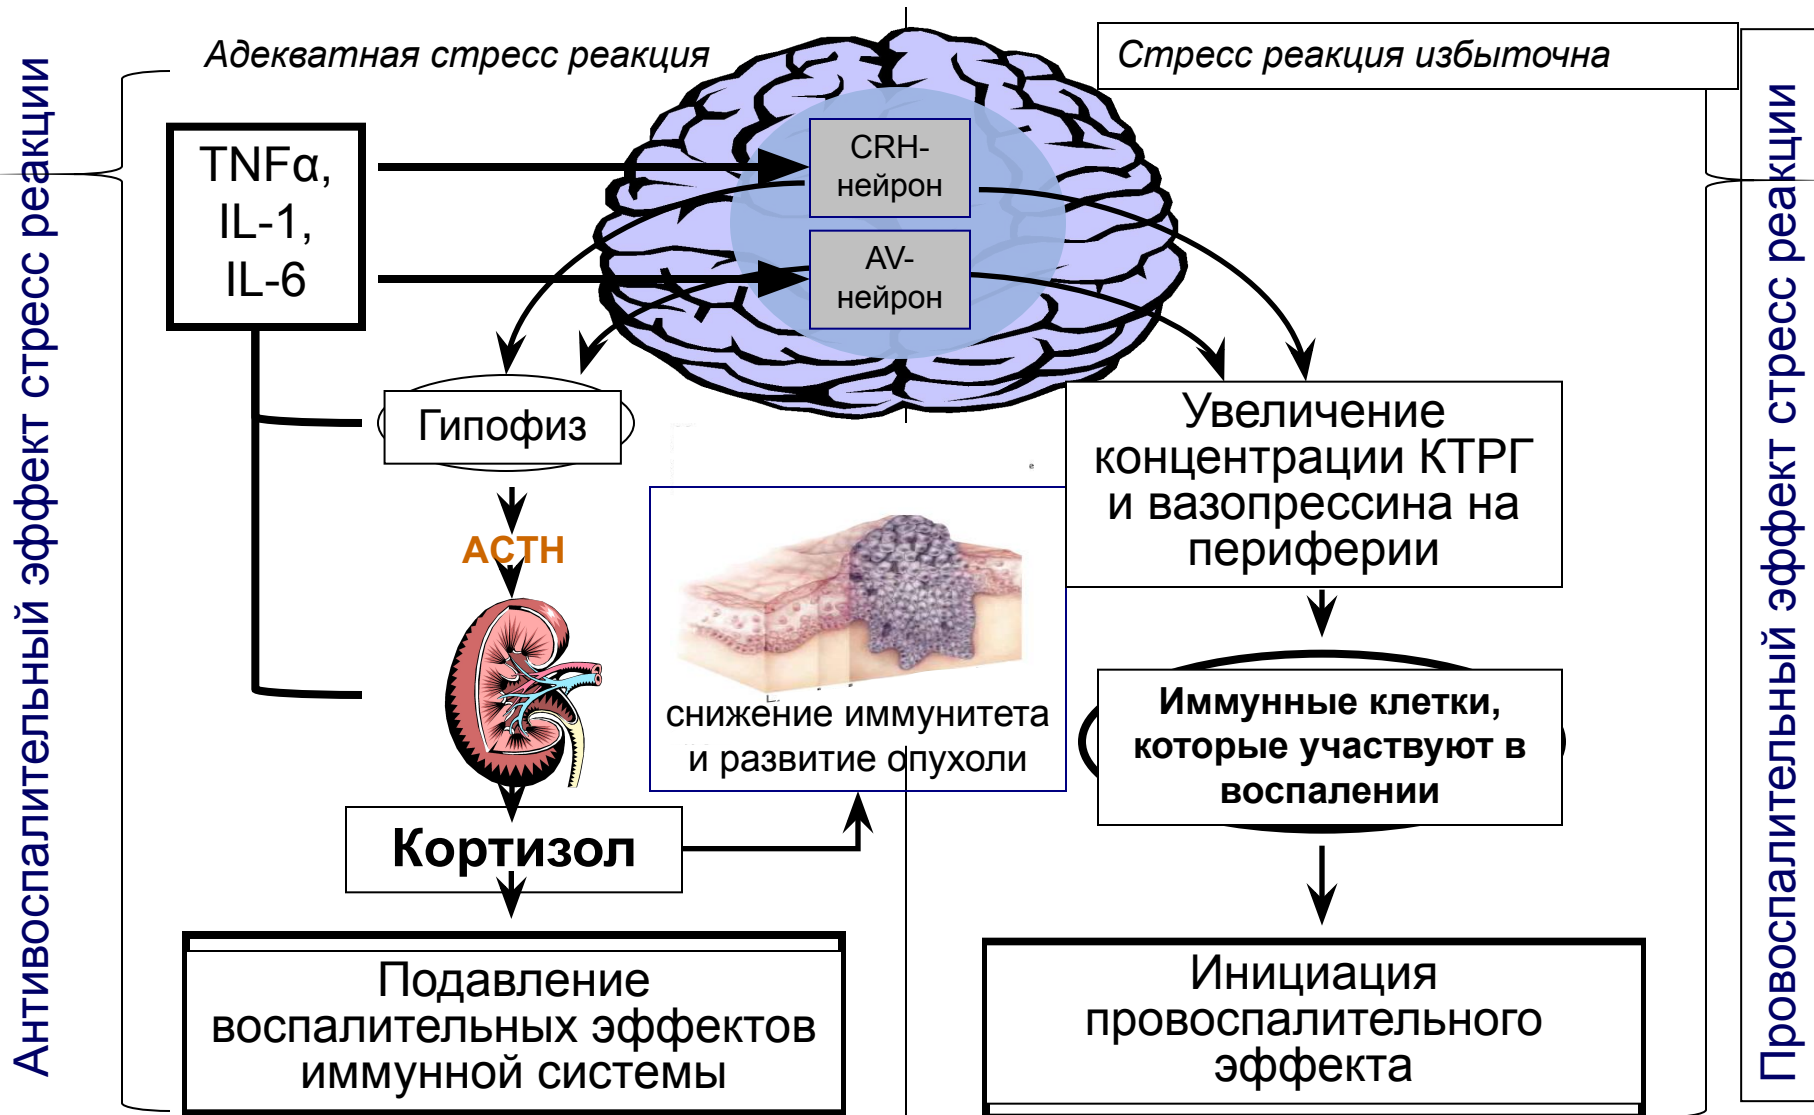 Адекватная стресс реакция
Стресс реакция избыточна
Антивоспалительный эффект стресс реакции
TNFα,
IL-1,
IL-6
CRH-
нейрон
AV-
нейрон
Гипофиз
ACTH
Кортизол
Подавление
воспалительных эффектов
иммунной системы
снижение иммунитета
и развитие опухоли
Увеличение
концентрации КТРГ
и вазопрессина на
периферии
Иммунные клетки,
которые участвуют в
воспалении
Инициация
провоспалительного
эффекта
Провоспалительный эффект стресс реакции